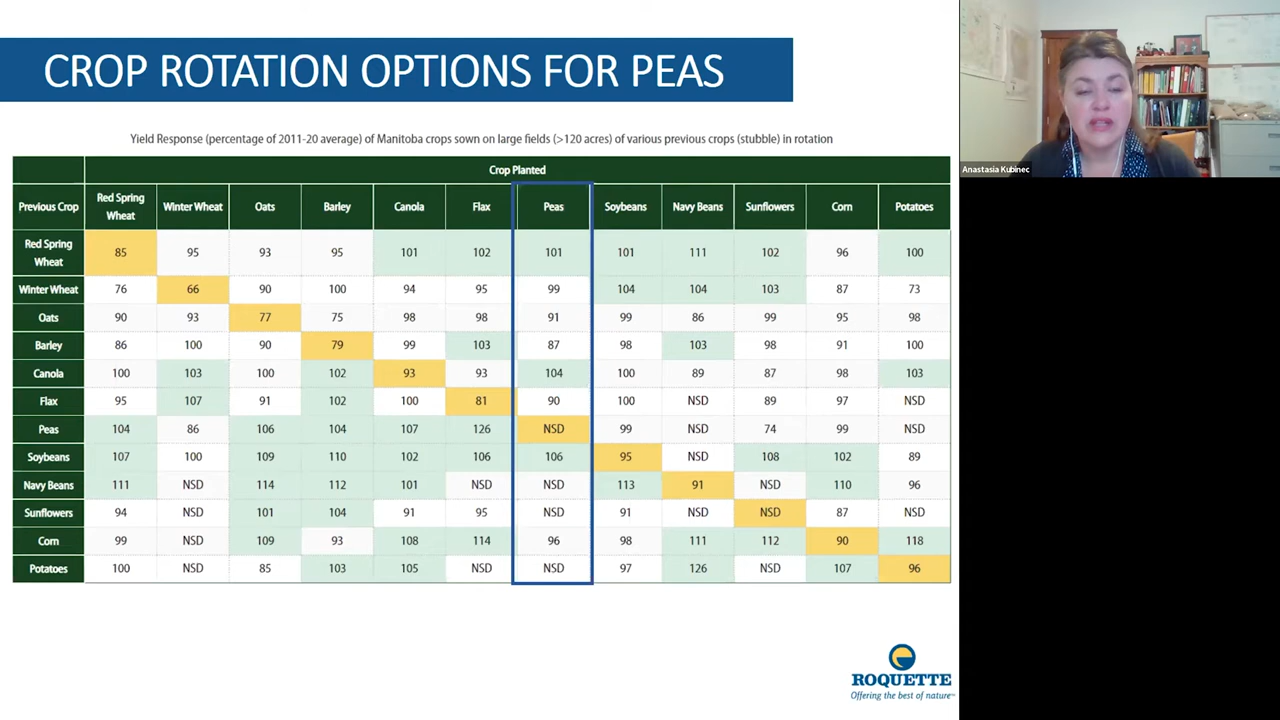 CROP ROTATION OPTIONS FOR PEAS
Yield Response (percentage of 2011-20 average) of Manitoba crops sown on large fields (>120 acres) of various previous crops (stubble) in rotation
Crop Planted
Previous Crop Red Spring Wheat Winter Wheat Oats Barley Canola Flax Peas Soybeans Navy Beans Sunflowers Corn Potatoes
Red Spring Wheat 85 95 93 95 101 102 101 101 111 102 96 100
Winter Wheat 76 66 90 100 94 95 99 104 104 103 87 73
Oats 90 93 77 75 98 98 91 99 86 99 95 98
Barley 86 100 90 79 99 103 87 98 103 98 91 100
Canola 100 103 100 102 93 93 104 100 89 87 98 103
Flax 95 107 91 102 100 81 90 100 NSD 89 97 NSD
Peas 104 86 106 104 107 126 NSD 99 NSD 74 99 NSD
Soybeans 107 100 109 110 102 106 106 95 NSD 108 102 89
Navy Beans 111 NSD 114 112 101 NSD NSD 113 91 NSD 110 96
Sunflowers 94 NSD 101 104 91 95 NSD 91 NSD NSD 87 NSD
Corn 99 NSD 109 93 108 114 96 98 111 112 90 118
Potatoes 100 NSD 85 103 105 NSD NSD 97 126 NSD 107 96
ROQUETTE
Offering the best of nature™
Anastasia Kubinec